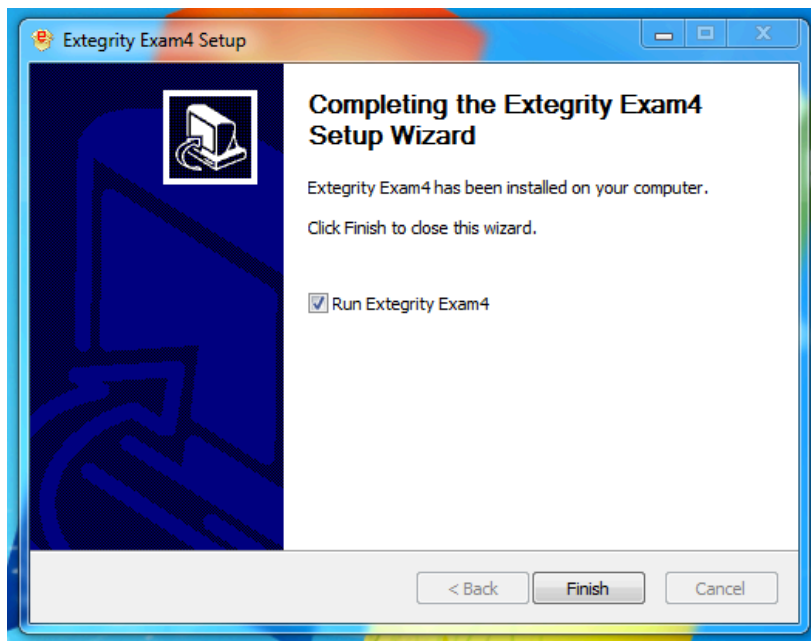 Extegrity Exam4 Setup
Completing the Extegrity Exam4
Setup Wizard
Extegrity Exam4 has been installed on your computer.
Click Finish to close this wizard.
Run Extegrity Exam4
< Back Finish Cancel